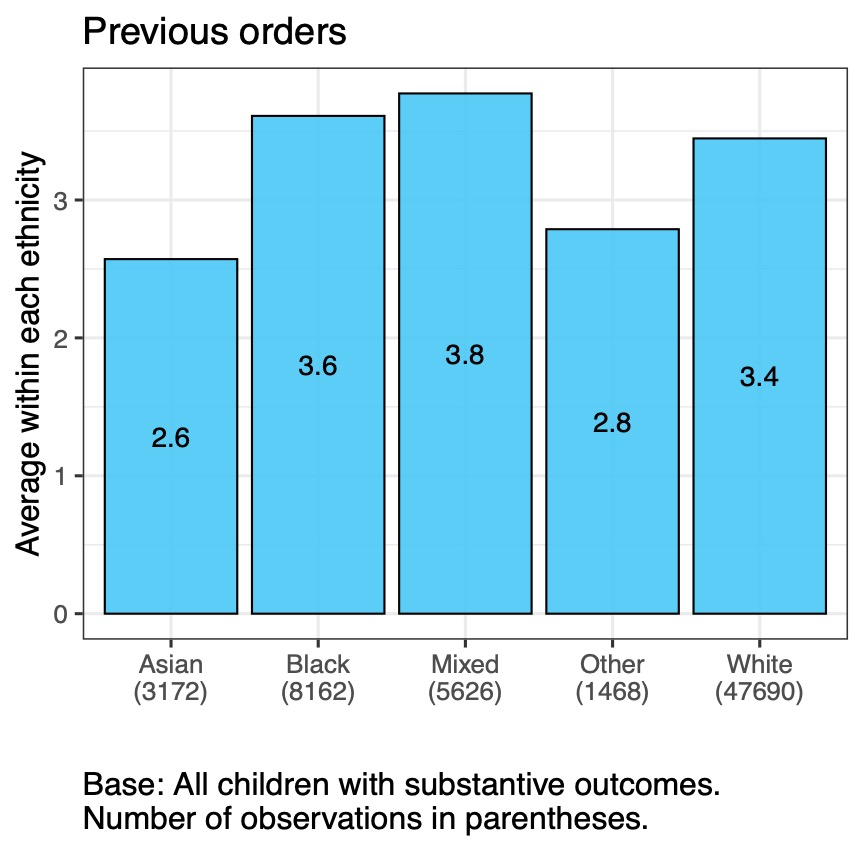 Previous orders
Average within each ethnicity
3
2
1
0
2.6
3.6
3.8
2.8
3.4
Asian
(3172)
Black
(8162)
Mixed
(5626)
Other
(1468)
White
(47690)
Base: All children with substantive outcomes.
Number of observations in parentheses.